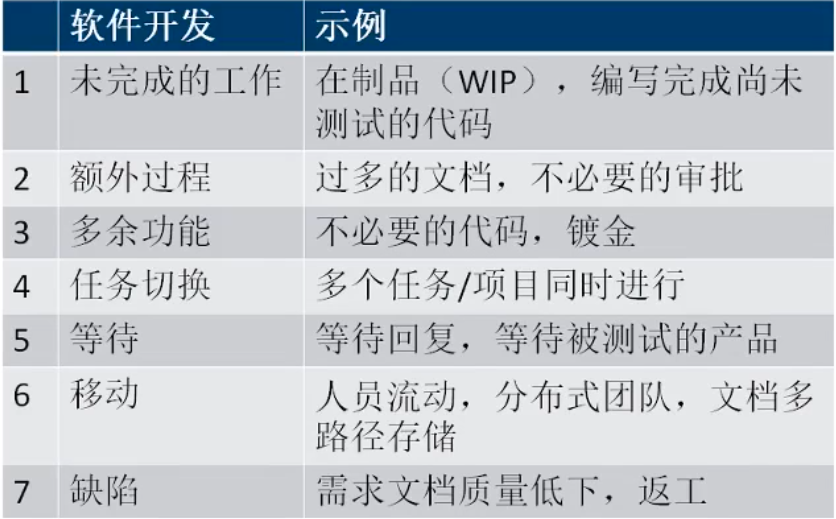 软件开发 示例
1 未完成的工作 在制品（WIP），编写完成尚未
测试的代码
2 额外过程 过多的文档，不必要的审批
3 多余功能 不必要的代码，镀金
4 任务切换 多个任务/项目同时进行
5 等待 等待回复，等待被测试的产品
6 移动 人员流动，分布式团队，文档多
路径存储
7 缺陷 需求文档质量低下，返工